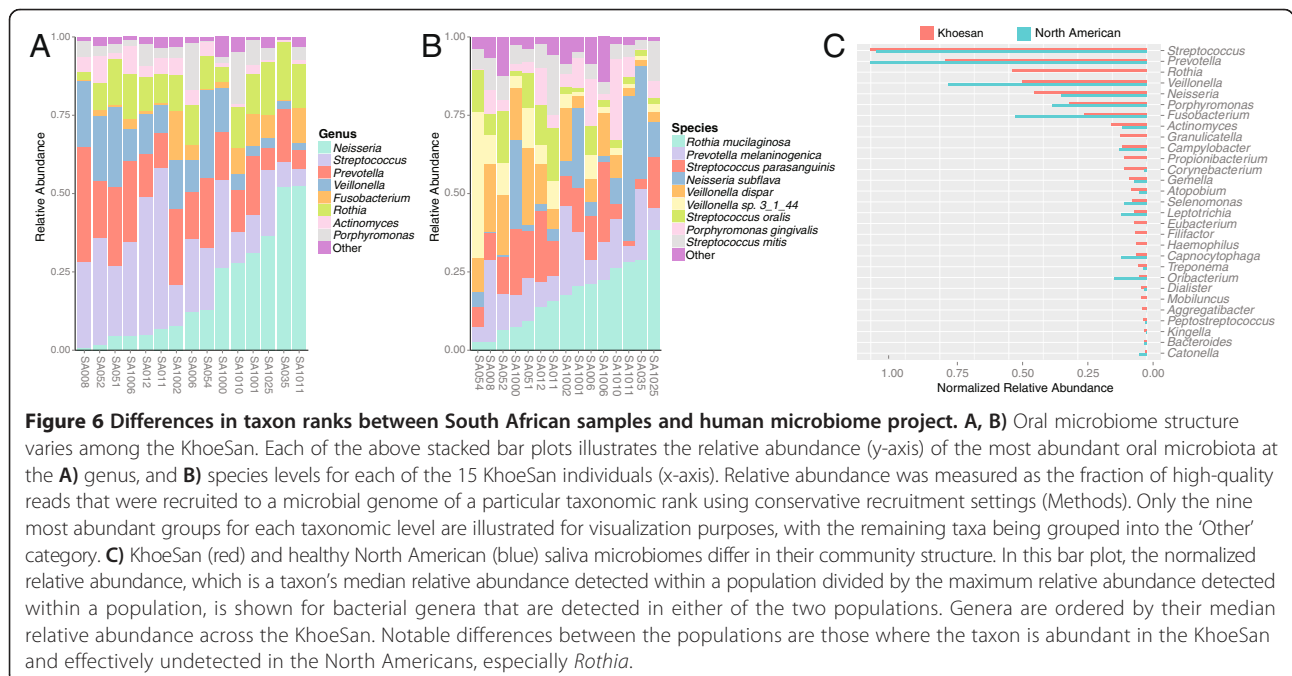 A
1.00
0.75
0.50
0.25
0.00
Relative Abundance
SA008
SA052
SA051
SA1006
SA012
SA011
SA1002
SA006
SA054
SA1000
SA1010
SA1001
SA1025
SA035
SA1011
Genus
Neisseria
Streptococcus
Prevotella
Veillonella
Fusobacterium
Rothia
Actinomyces
Porphyromonas
Other
B
1.00
0.75
0.50
0.25
0.00
Relative Abundance
SA054
SA008
SA052
SA1000
SA051
SA012
SA011
SA1002
SA1001
SA006
SA1006
SA1010
SA1011
SA035
SA1025
Species
Rothia mucilaginosa
Prevotella melaninogenica
Streptococcus parasanguinis
Neisseria subflava
Veillonella dispar
Veillonella sp. 3_1_44
Streptococcus oralis
Porphyromonas gingivalis
Streptococcus mitis
Other
C
Khoesan
North American
Streptococcus
Prevotella
Rothia
Veillonella
Neisseria
Porphyromonas
Fusobacterium
Actinomyces
Granulicatella
Campylobacter
Propionibacterium
Corynebacterium
Gemella
Atopobium
Selenomonas
Leptotrichia
Eubacterium
Filifactor
Haemophilus
Capnocytophaga
Treponema
Oribacterium
Dialister
Mobiluncus
Aggregatibacter
Peptostreptococcus
Kingella
Bacteroides
Catonella
1.00
0.75
0.50
0.25
0.00
Normalized Relative Abundance
Figure 6 Differences in taxon ranks between South African samples and human microbiome project. A, B) Oral microbiome structure
varies among the KhoeSan. Each of the above stacked bar plots illustrates the relative abundance (y-axis) of the most abundant oral microbiota at
the A) genus, and B) species levels for each of the 15 KhoeSan individuals (x-axis). Relative abundance was measured as the fraction of high-quality
reads that were recruited to a microbial genome of a particular taxonomic rank using conservative recruitment settings (Methods). Only the nine
most abundant groups for each taxonomic level are illustrated for visualization purposes, with the remaining taxa being grouped into the ‘Other’
category. C) KhoeSan (red) and healthy North American (blue) saliva microbiomes differ in their community structure. In this bar plot, the normalized
relative abundance, which is a taxon’s median relative abundance detected within a population divided by the maximum relative abundance detected
within a population, is shown for bacterial genera that are detected in either of the two populations. Genera are ordered by their median
relative abundance across the KhoeSan. Notable differences between the populations are those where the taxon is abundant in the KhoeSan
and effectively undetected in the North Americans, especially Rothia.